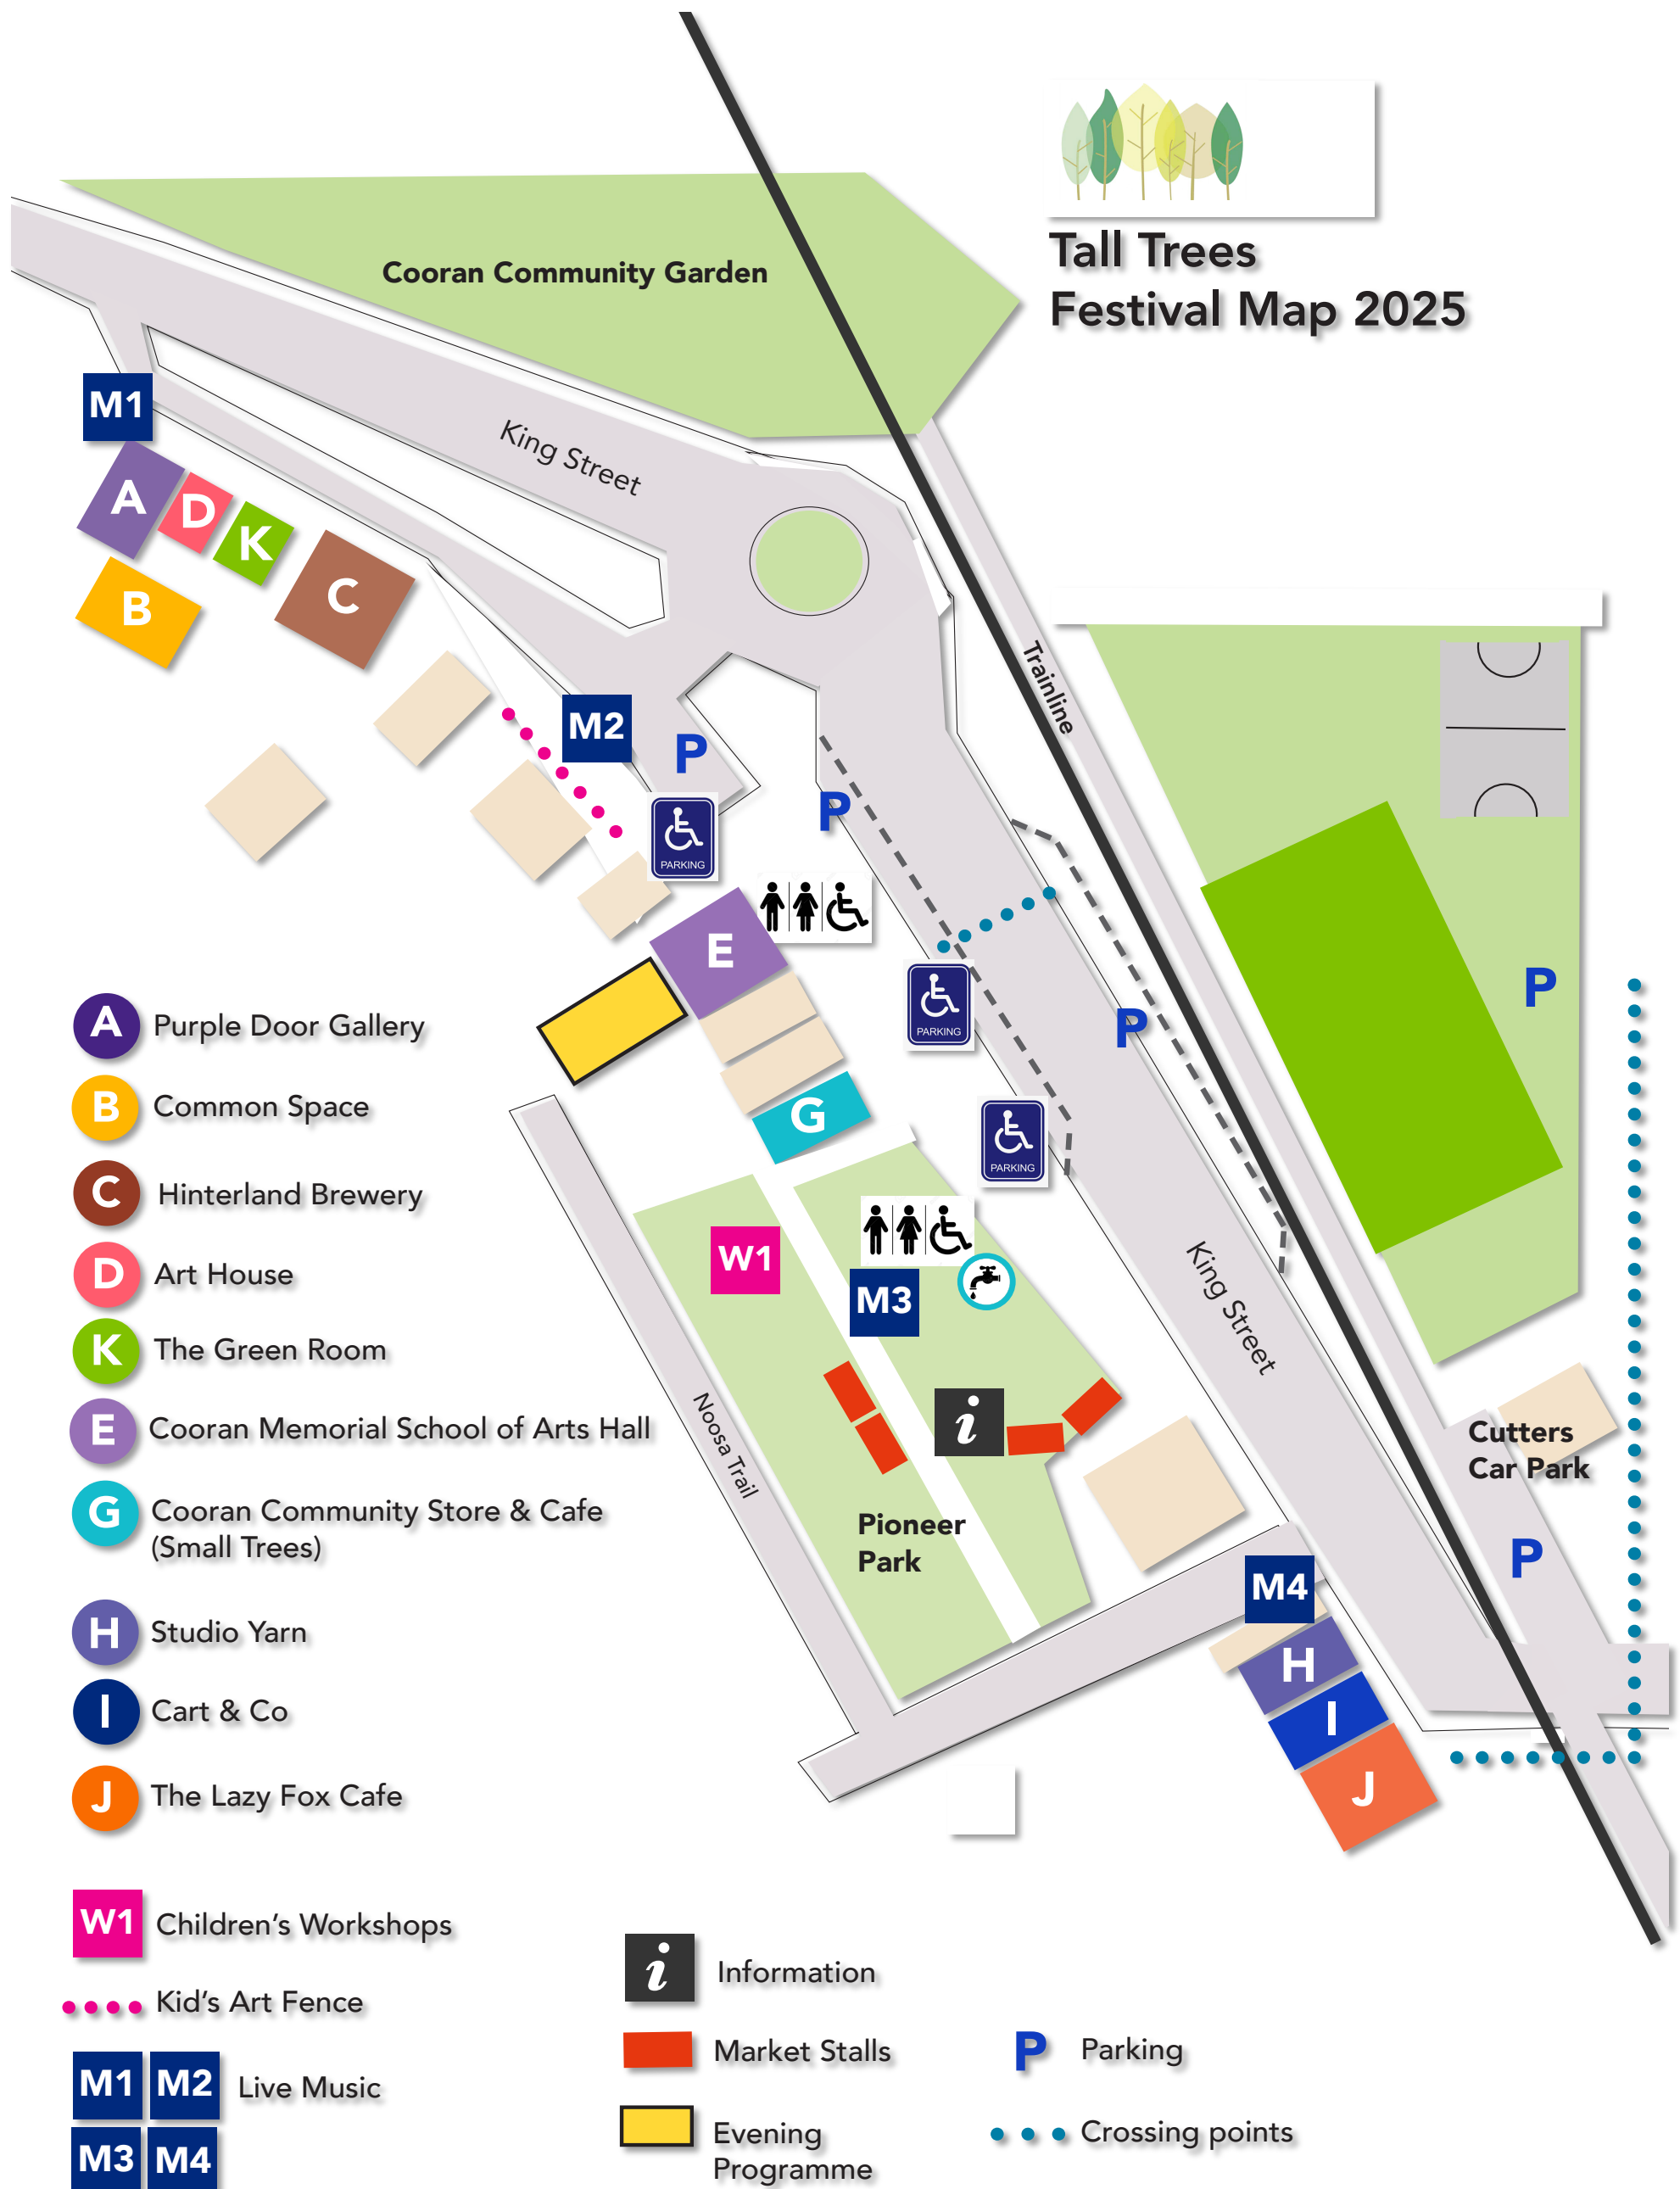 Tall Trees
Festival Map 2025
Cooran Community Garden
King Street
M1
A
D
K
B
C
Trainline
M2
P
PARKING
P
E
PARKING
P
P
G
PARKING
W1
M3
King Street
i
Noosa Trail
Pioneer
Park
Cutters
Car Park
P
M4
H
I
J
A Purple Door Gallery
B Common Space
C Hinterland Brewery
D Art House
K The Green Room
E Cooran Memorial School of Arts Hall
G Cooran Community Store & Cafe
(Small Trees)
H Studio Yarn
I Cart & Co
J The Lazy Fox Cafe
W1 Children's Workshops
Kid's Art Fence
M1 M2 Live Music
M3 M4
i Information
Market Stalls
Evening
Programme
P Parking
Crossing points